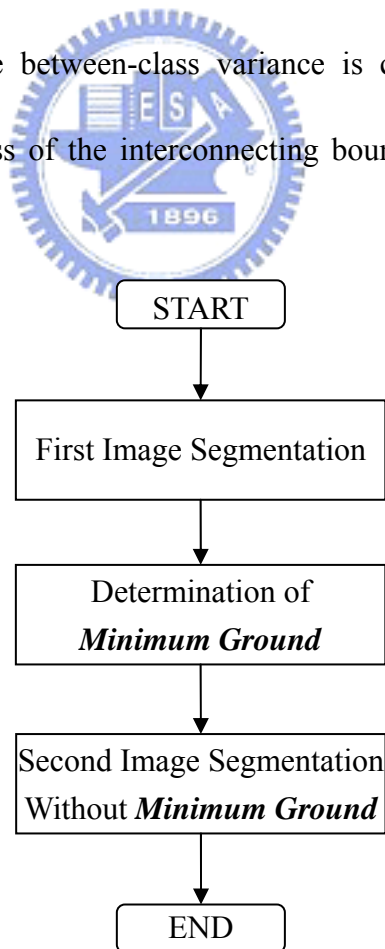 between-class variance is
of the interconnecting
ESA
1896
START
First Image Segmentation
Determination of
Minimum Ground
Second Image Segmentation
Without Minimum Ground
END